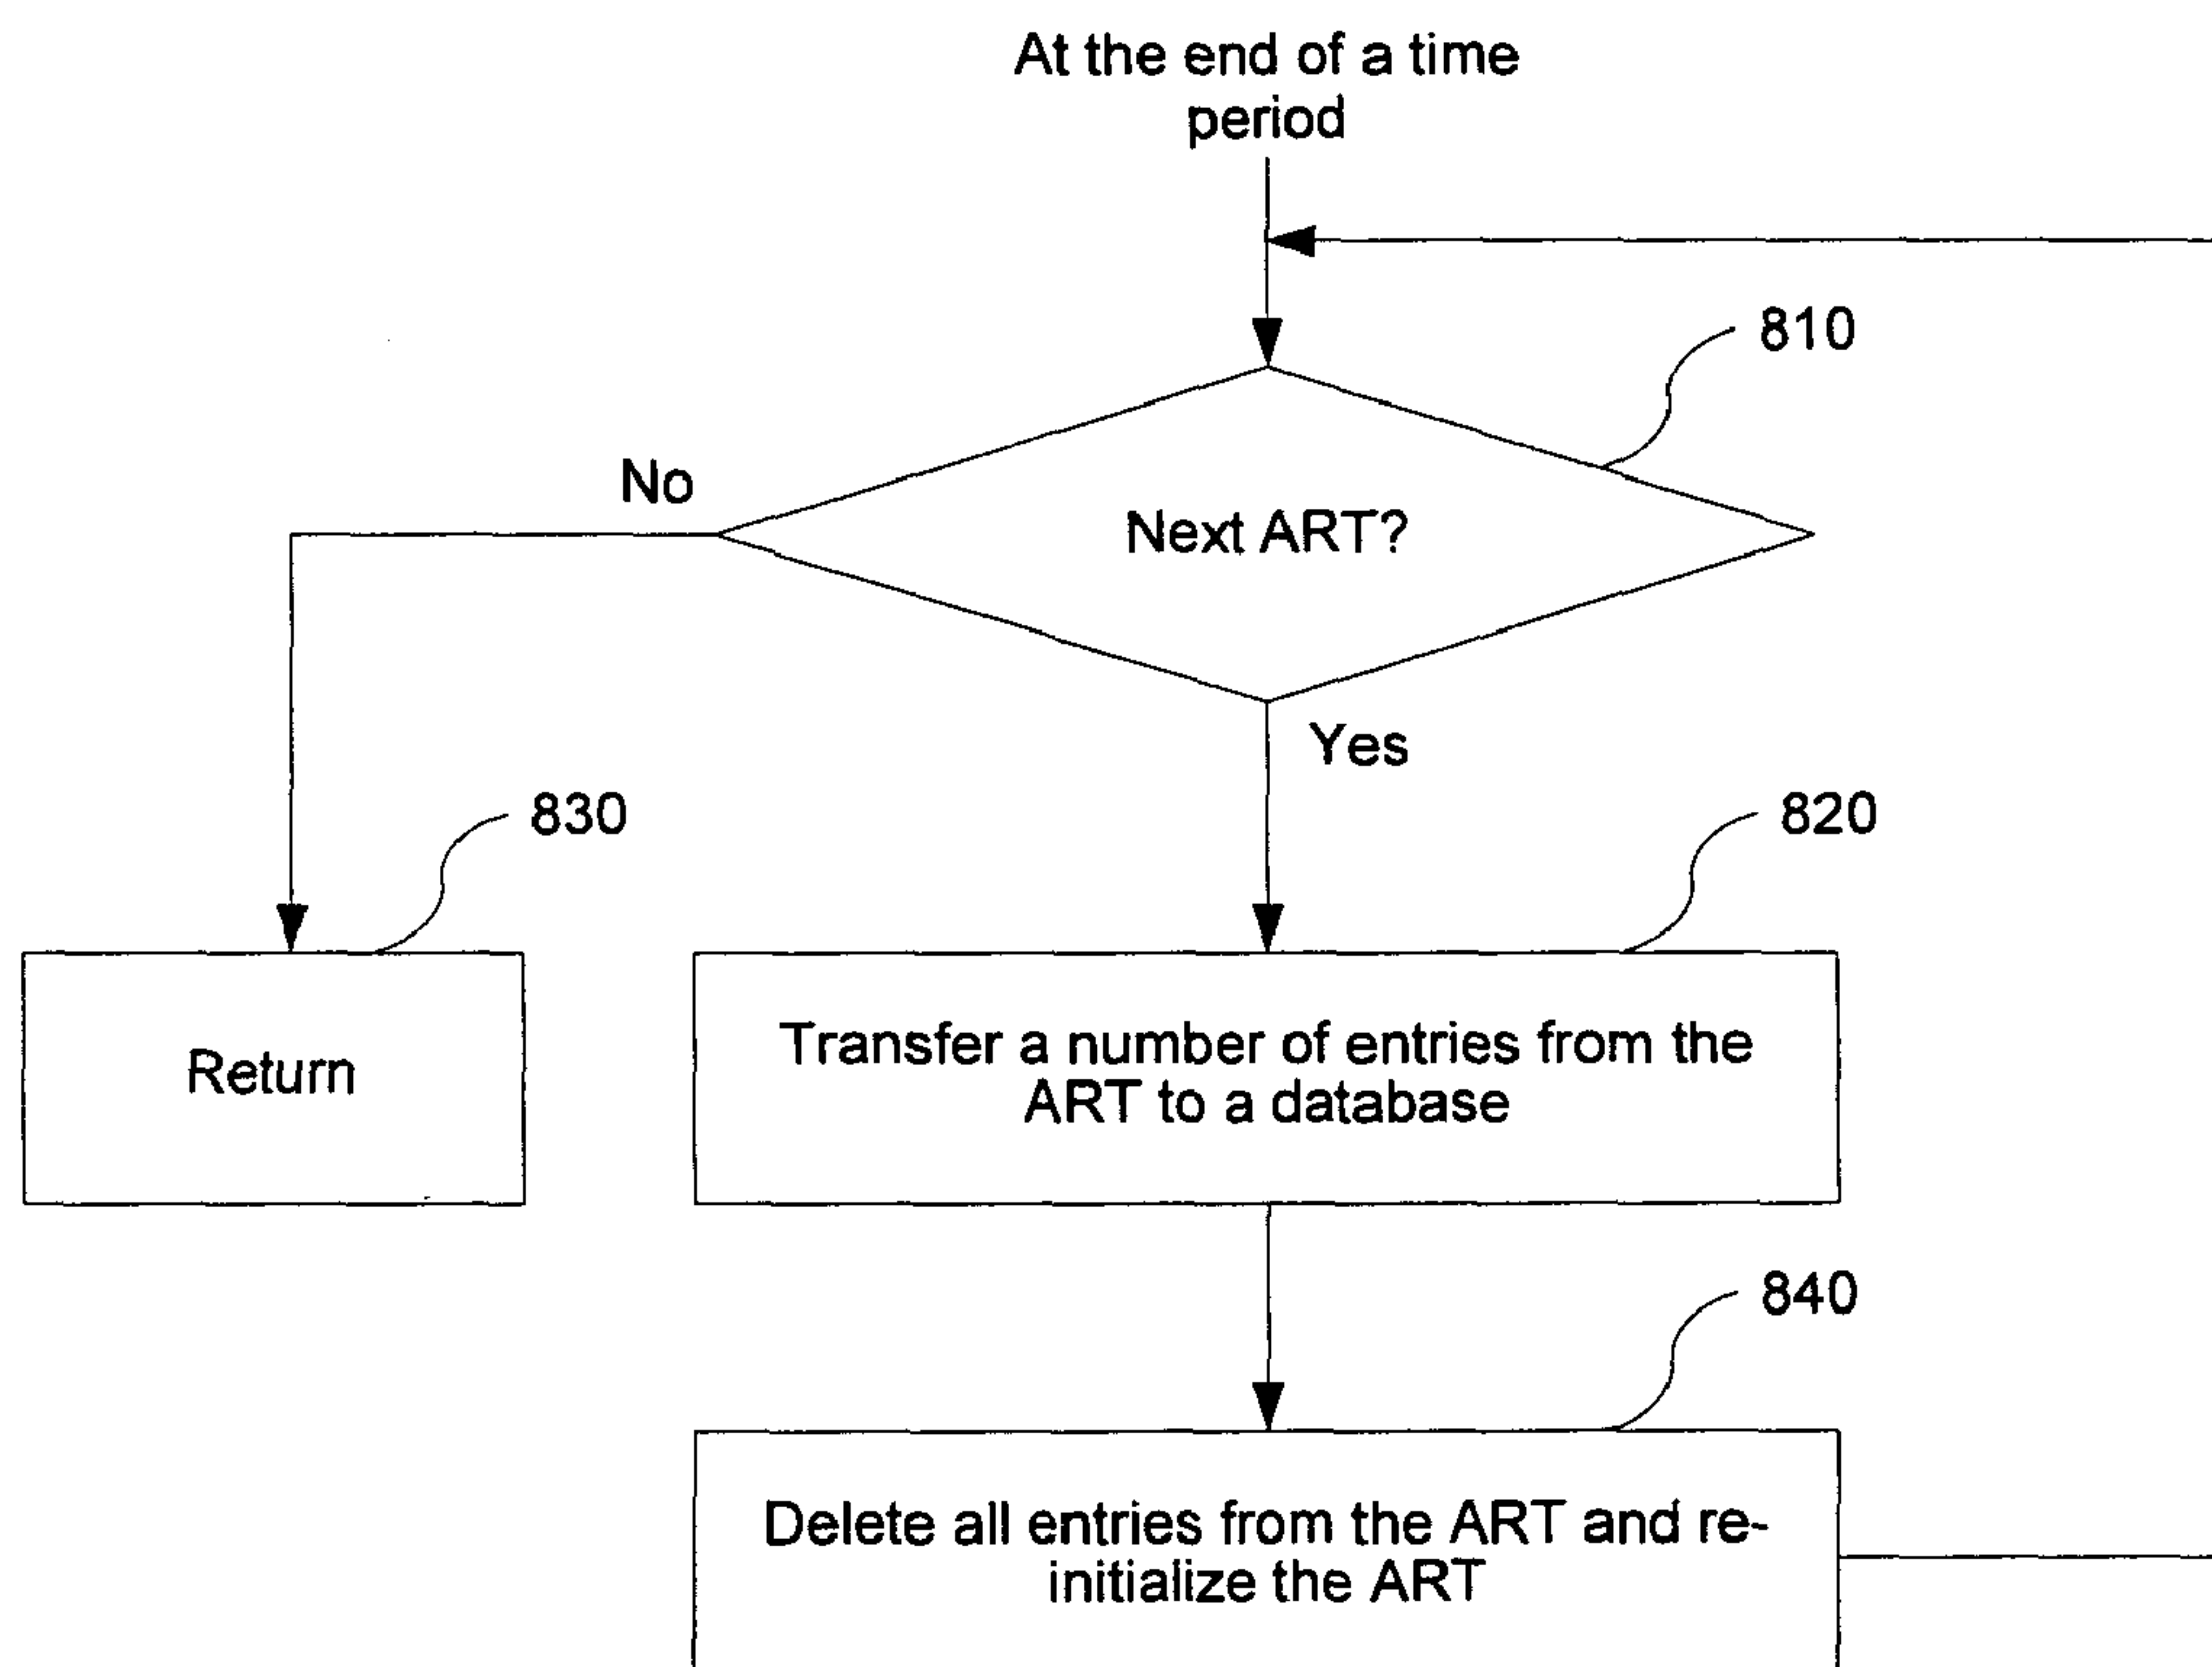 At the end of a time
period
810
No
Next ART?
Yes
830
820
Return
Transfer a number of entries from the
ART to a database
840
Delete all entries from the ART and re-
initialize the ART